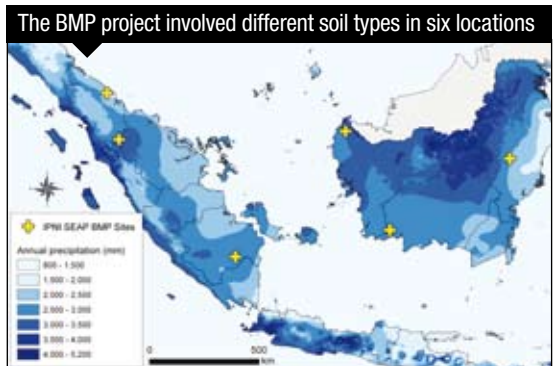 The BMP project involved different soil types in six locations
IPNI SEAP BMP Sites
Annual precipitation (mm)
600 - 1,500
1,500 - 2,000
2,000 - 2,500
2,500 - 3,000
3,000 - 3,500
3,500 - 4,000
4,000 - 5,200
0 500
km